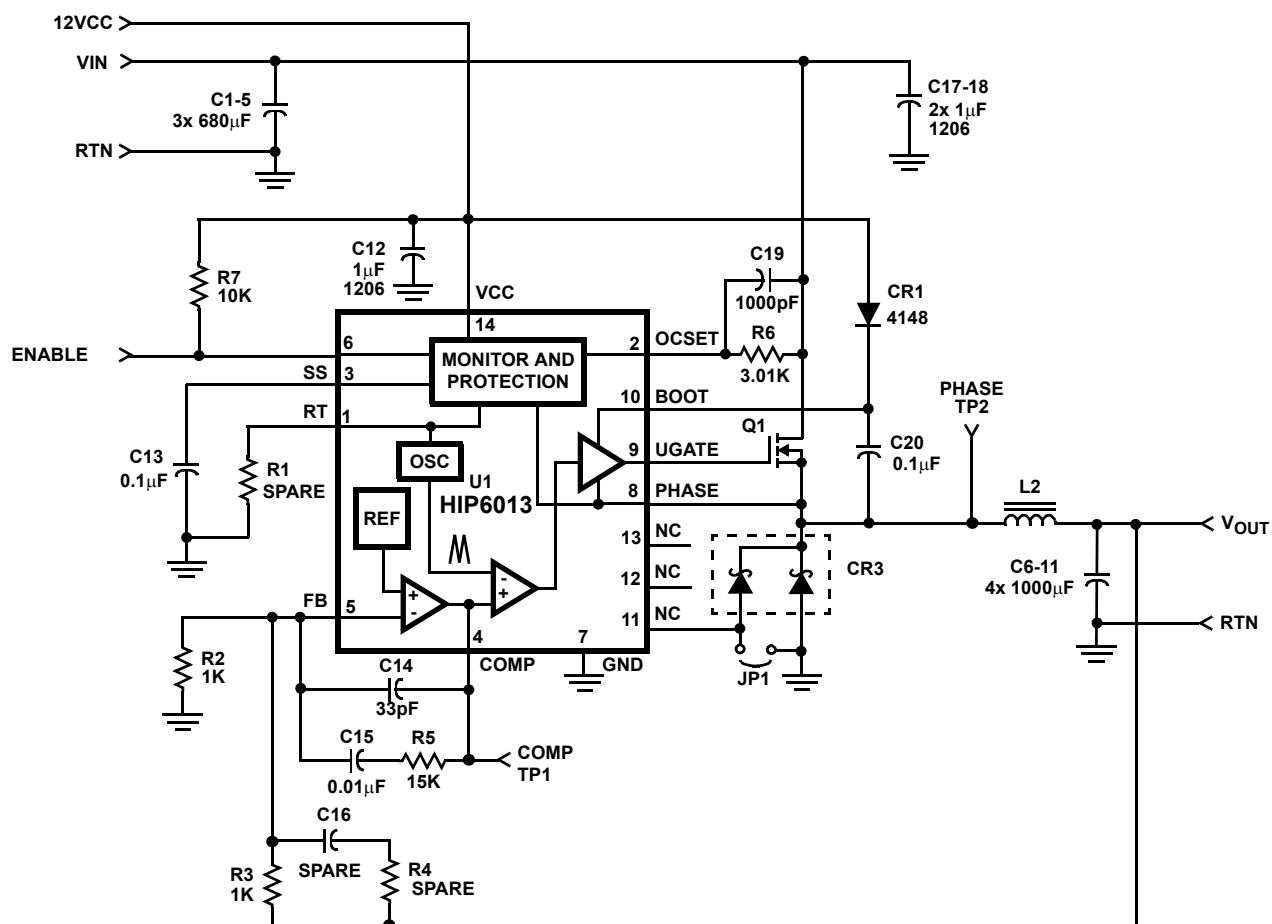 12VCC
VIN
C1-5
3x 680µF
RTN
C17-18
2x 1µF
1206
C12
1µF
1206
R7
10K
VCC
14
C19
1000pF
CR1
4148
ENABLE
6
MONITOR AND
PROTECTION
2
OCSET
R6
3.01K
SS
3
RT
1
10
BOOT
PHASE
TP2
Q1
C20
0.1µF
OSC
9
UGATE
C13
0.1µF
R1
SPARE
U1
HIP6013
8
PHASE
L2
REF
VOUT
13
NC
CR3
C6-11
4x 1000µF
12
NC
-
+
+
-
FB
5
11
NC
RTN
R2
1K
4
COMP
7
GND
JP1
C14
33pF
C15
0.01µF
R5
15K
COMP
TP1
C16
SPARE
R3
1K
R4
SPARE